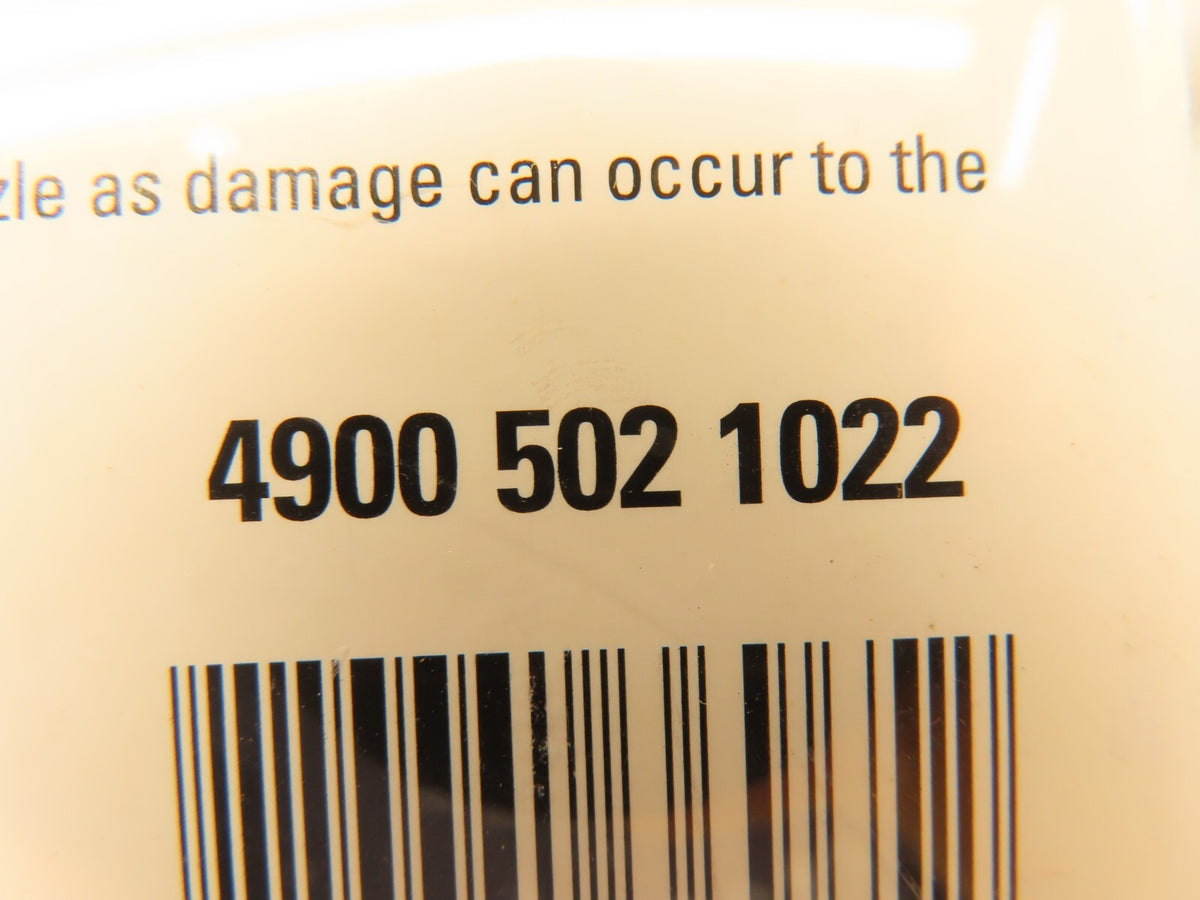 zle as damage can occur to the
4900 502 1022